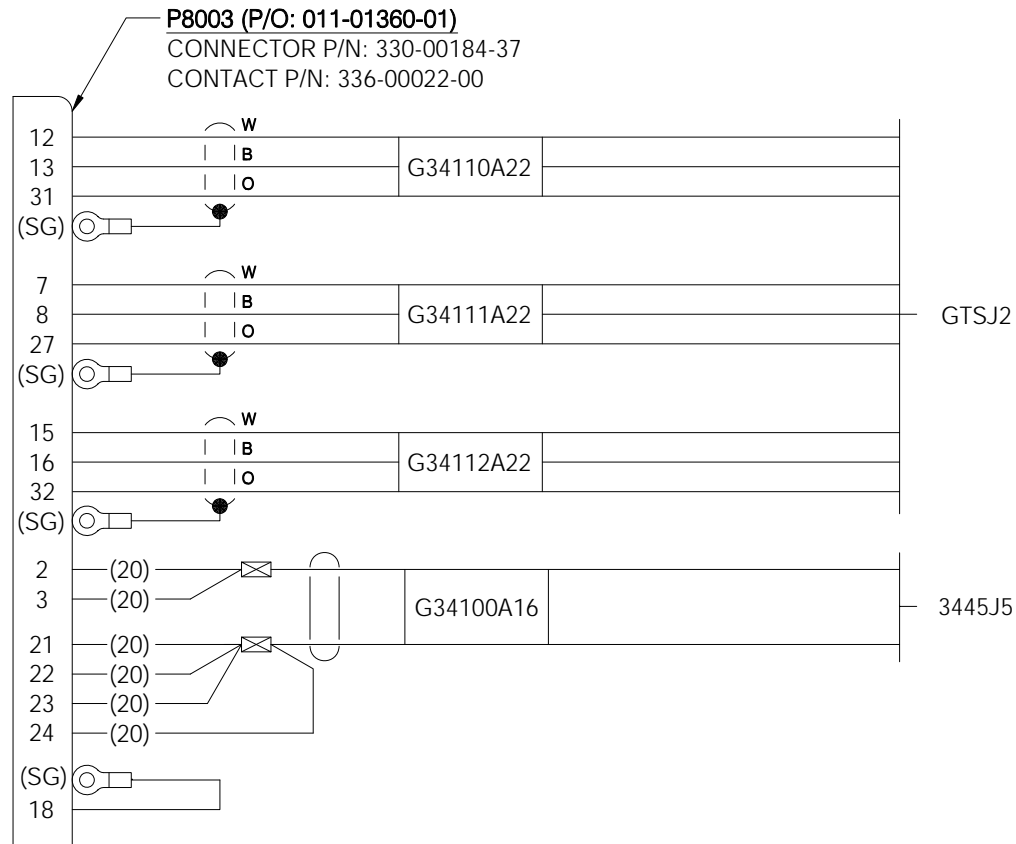 P8003 (P/O: 011-01360-01)
CONNECTOR P/N: 330-00184-37
CONTACT P/N: 336-00022-00
W
12
B
13
G34110A22
O
31
(SG)
W
7
B
8
G34111A22
GTSJ2
O
27
(SG)
W
15
B
16
G34112A22
O
32
(SG)
2 (20)
3 (20)
G34100A16
3445J5
21 (20)
22 (20)
23 (20)
24 (20)
(SG)
18